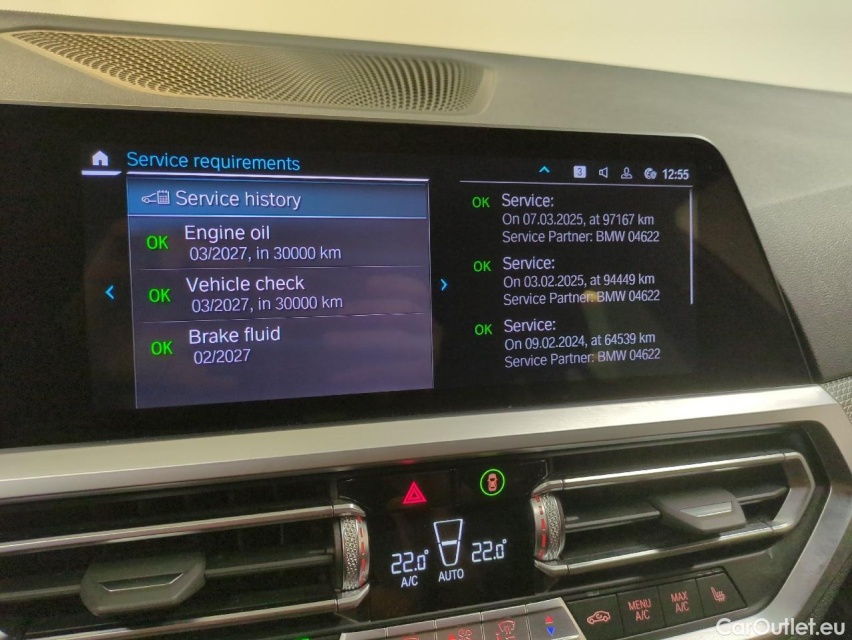 Service requirements
3
12:55
Service history
OK Engine oil
03/2027, in 30000 km
OK Vehicle check
03/2027, in 30000 km
OK Brake fluid
02/2027
OK Service:
On 07.03.2025, at 97167 km
Service Partner: BMW 04622
OK Service:
On 03.02.2025, at 94449 km
Service Partner: BMW 04622
OK Service:
On 09.02.2024, at 64539 km
Service Partner: BMW 04622
22.0° 22.0°
A/C AUTO
MENU
A/C
MAX
A/C
CarOutlet.eu